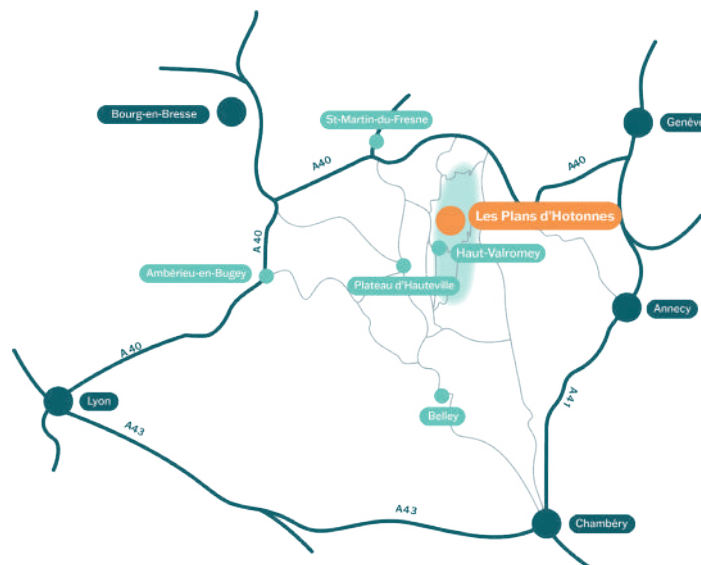 Bourg-en-Bresse
St-Martin-du-Fresne
Genève
A40
A40
Les Plans d'Hotonnes
A40
Haut-Valromey
Ambérieu-en-Bugey
Plateau d'Hauteville
Annecy
A40
Lyon
A41
A43
Belley
A43
Chambéry